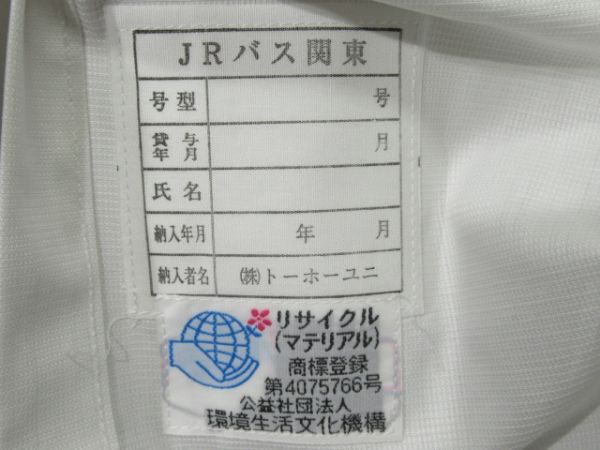 JRバス関東
号型 号
貸与年月 月
氏名
納入年月 年 月
納入者名 ㈱トーホーユニ
リサイクル
(マテリアル)
商標登録
第4075766号
公益社団法人
環境生活文化機構